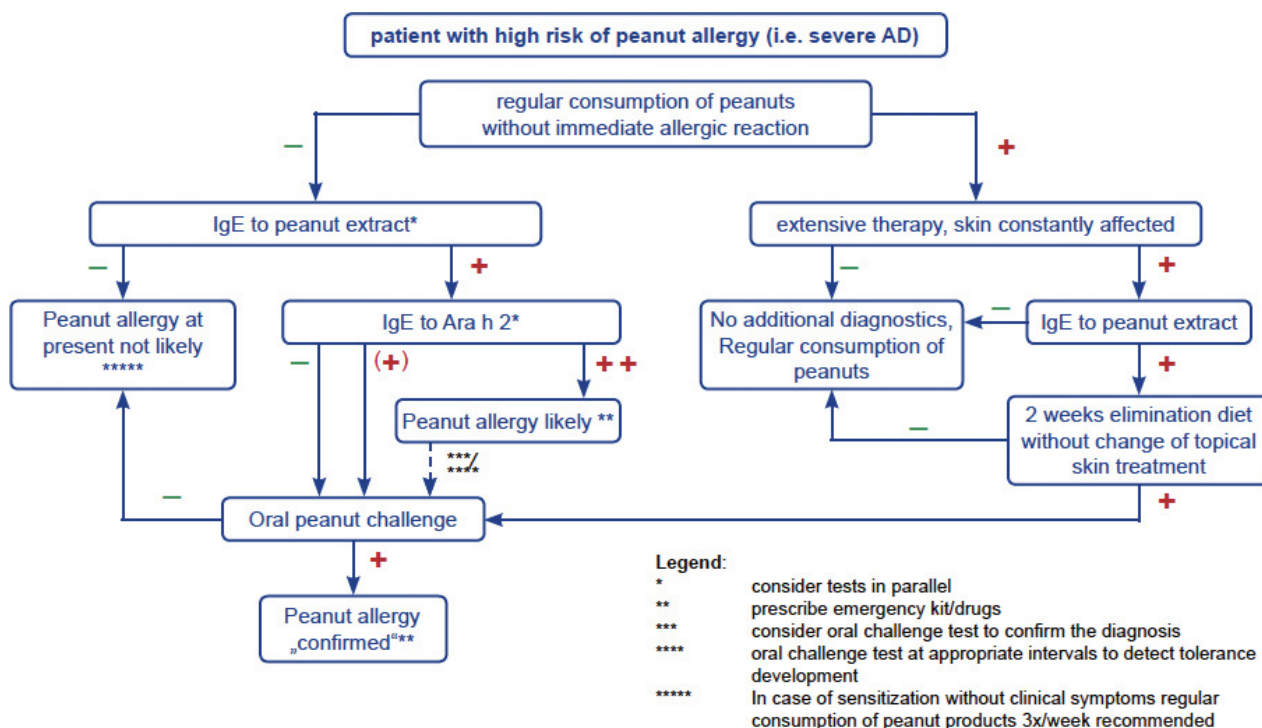 patient with high risk of peanut allergy (i.e. severe AD)
regular consumption of peanuts
without immediate allergic reaction
−
+
IgE to peanut extract*
extensive therapy, skin constantly affected
−
+
−
+
Peanut allergy at
present not likely
*****
IgE to Ara h 2*
No additional diagnostics,
Regular consumption of
peanuts
−
IgE to peanut extract
−
(+)
++
+
Peanut allergy likely **
2 weeks elimination diet
without change of topical
skin treatment
−
***/
****
−
Oral peanut challenge
+
+
Peanut allergy
„confirmed“**
Legend:
* consider tests in parallel
** prescribe emergency kit/drugs
*** consider oral challenge test to confirm the diagnosis
**** oral challenge test at appropriate intervals to detect tolerance
development
***** In case of sensitization without clinical symptoms regular
consumption of peanut products 3x/week recommended